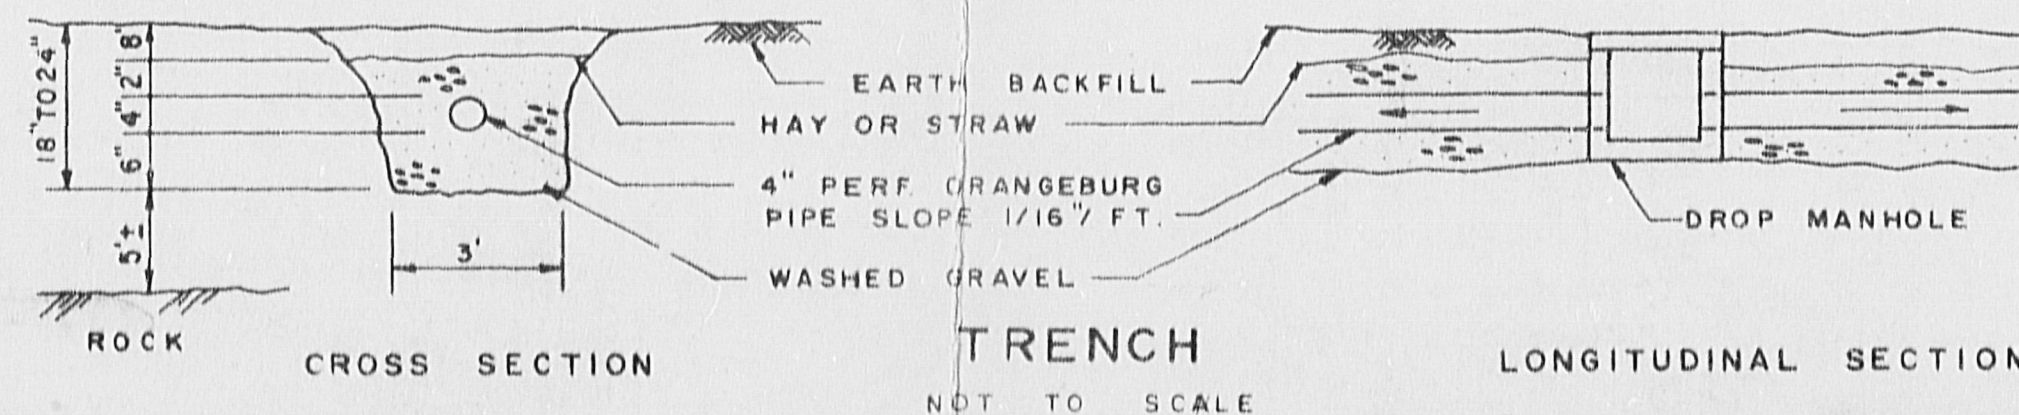 18" TO 24"
8"
2"
4"
6"
5'±
3'
EARTH BACKFILL
HAY OR STRAW
4" PERF. ORANGEBURG
PIPE SLOPE 1/16"/ FT.
WASHED GRAVEL
DROP MANHOLE
ROCK
CROSS SECTION
TRENCH
NOT TO SCALE
LONGITUDINAL SECTION